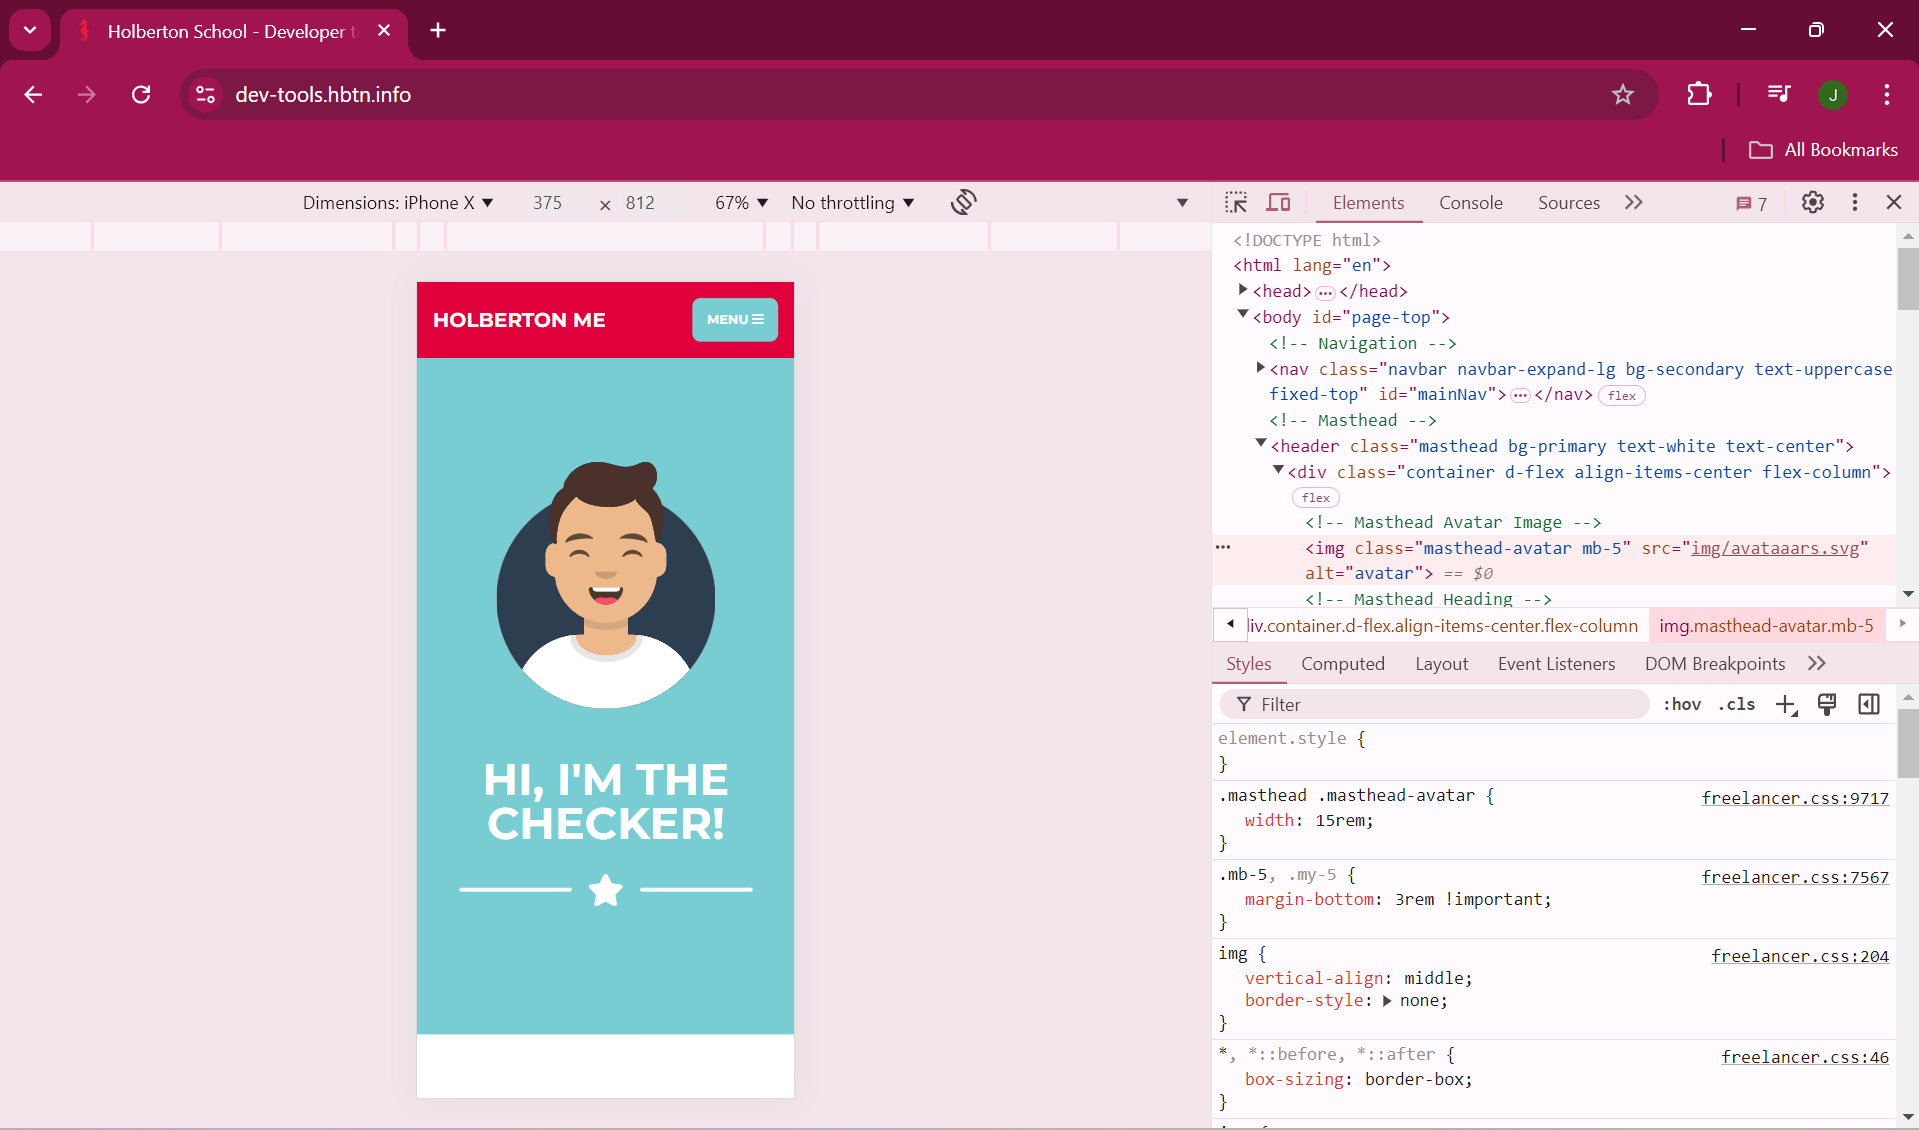 Holberton School - Developer t
dev-tools.hbtn.info
J
All Bookmarks
Dimensions: iPhone X 375 × 812 67% No throttling
Elements Console Sources 7
HOLBERTON ME
MENU
HI, I'M THE
CHECKER!
<!DOCTYPE html>
<html lang="en">
<head>…</head>
<body id="page-top">
<!-- Navigation -->
<nav class="navbar navbar-expand-lg bg-secondary text-uppercase
fixed-top" id="mainNav">…</nav> flex
<!-- Masthead -->
<header class="masthead bg-primary text-white text-center">
<div class="container d-flex align-items-center flex-column">
flex
<!-- Masthead Avatar Image -->
<img class="masthead-avatar mb-5" src="img/avataaars.svg"
alt="avatar"> == $0
<!-- Masthead Heading -->
iv.container.d-flex.align-items-center.flex-column img.masthead-avatar.mb-5
Styles Computed Layout Event Listeners DOM Breakpoints
Filter :hov .cls
element.style {
}
.masthead .masthead-avatar { freelancer.css:9717
width: 15rem;
}
.mb-5, .my-5 { freelancer.css:7567
margin-bottom: 3rem !important;
}
img { freelancer.css:204
vertical-align: middle;
border-style: none;
}
*, *::before, *::after { freelancer.css:46
box-sizing: border-box;
}